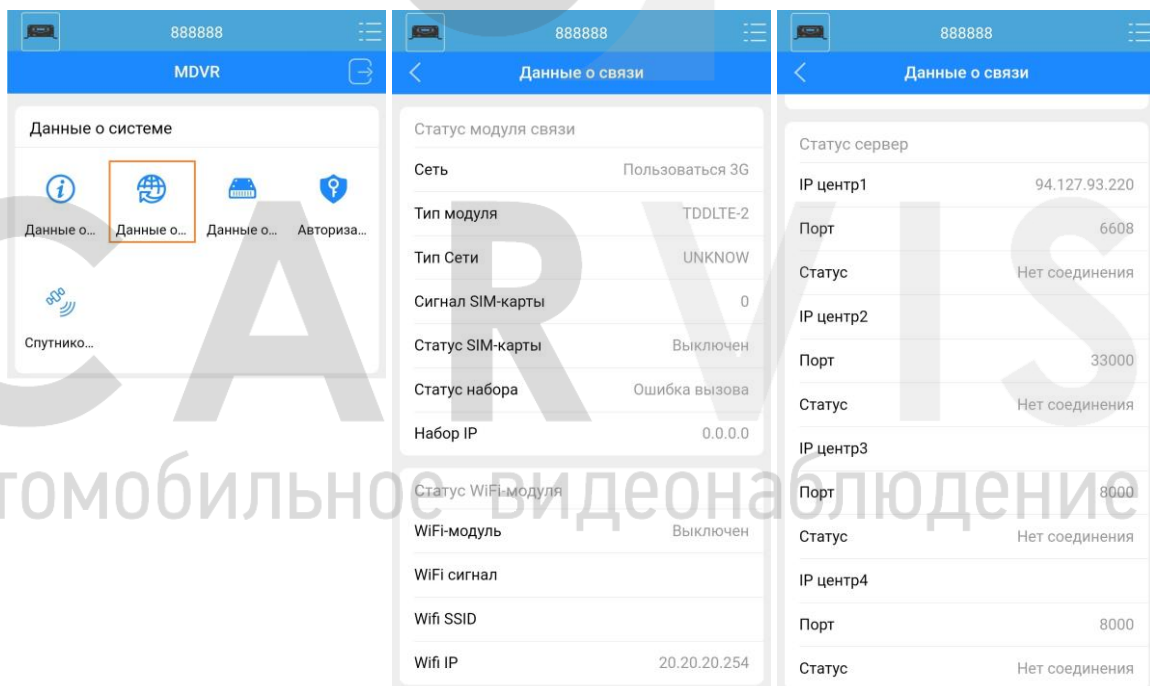 888888
MDVR
Данные о системе
Данные о...
Данные о...
Данные о...
Авториза...
Спутнико...
888888
Данные о связи
Статус модуля связи
Сеть Пользоваться 3G
Тип модуля TDDLTE-2
Тип Сети UNKNOW
Сигнал SIM-карты 0
Статус SIM-карты Выключен
Статус набора Ошибка вызова
Набор IP 0.0.0.0
Статус WiFi-модуля
WiFi-модуль Выключен
WiFi сигнал
Wifi SSID
Wifi IP 20.20.20.254
888888
Данные о связи
Статус сервер
IP центр1 94.127.93.220
Порт 6608
Статус Нет соединения
IP центр2
Порт 33000
Статус Нет соединения
IP центр3
Порт 8000
Статус Нет соединения
IP центр4
Порт 8000
Статус Нет соединения
CARVIS
томобильное видеонаблюдение